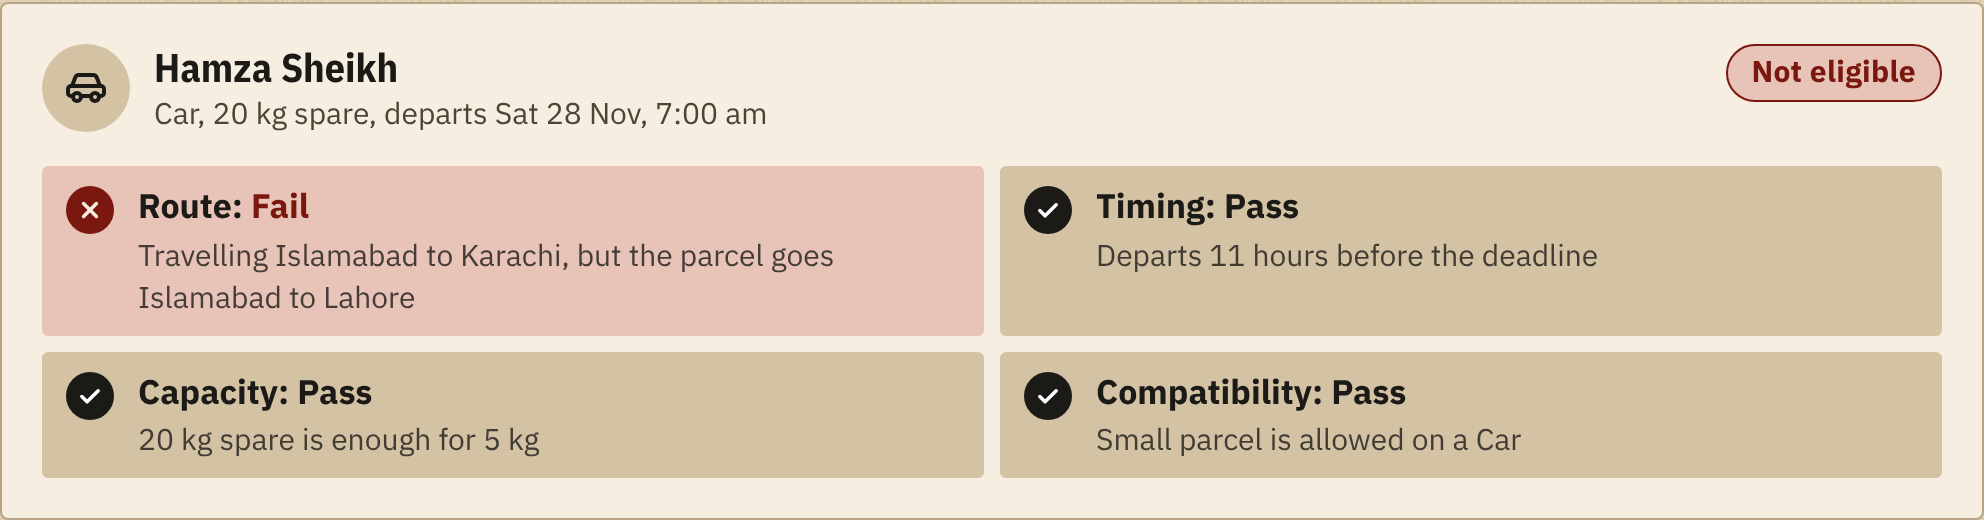 Hamza Sheikh
Not eligible
Car, 20 kg spare, departs Sat 28 Nov, 7:00 am
Route: Fail
Travelling Islamabad to Karachi, but the parcel goes
Islamabad to Lahore
Timing: Pass
Departs 11 hours before the deadline
Capacity: Pass
20 kg spare is enough for 5 kg
Compatibility: Pass
Small parcel is allowed on a Car